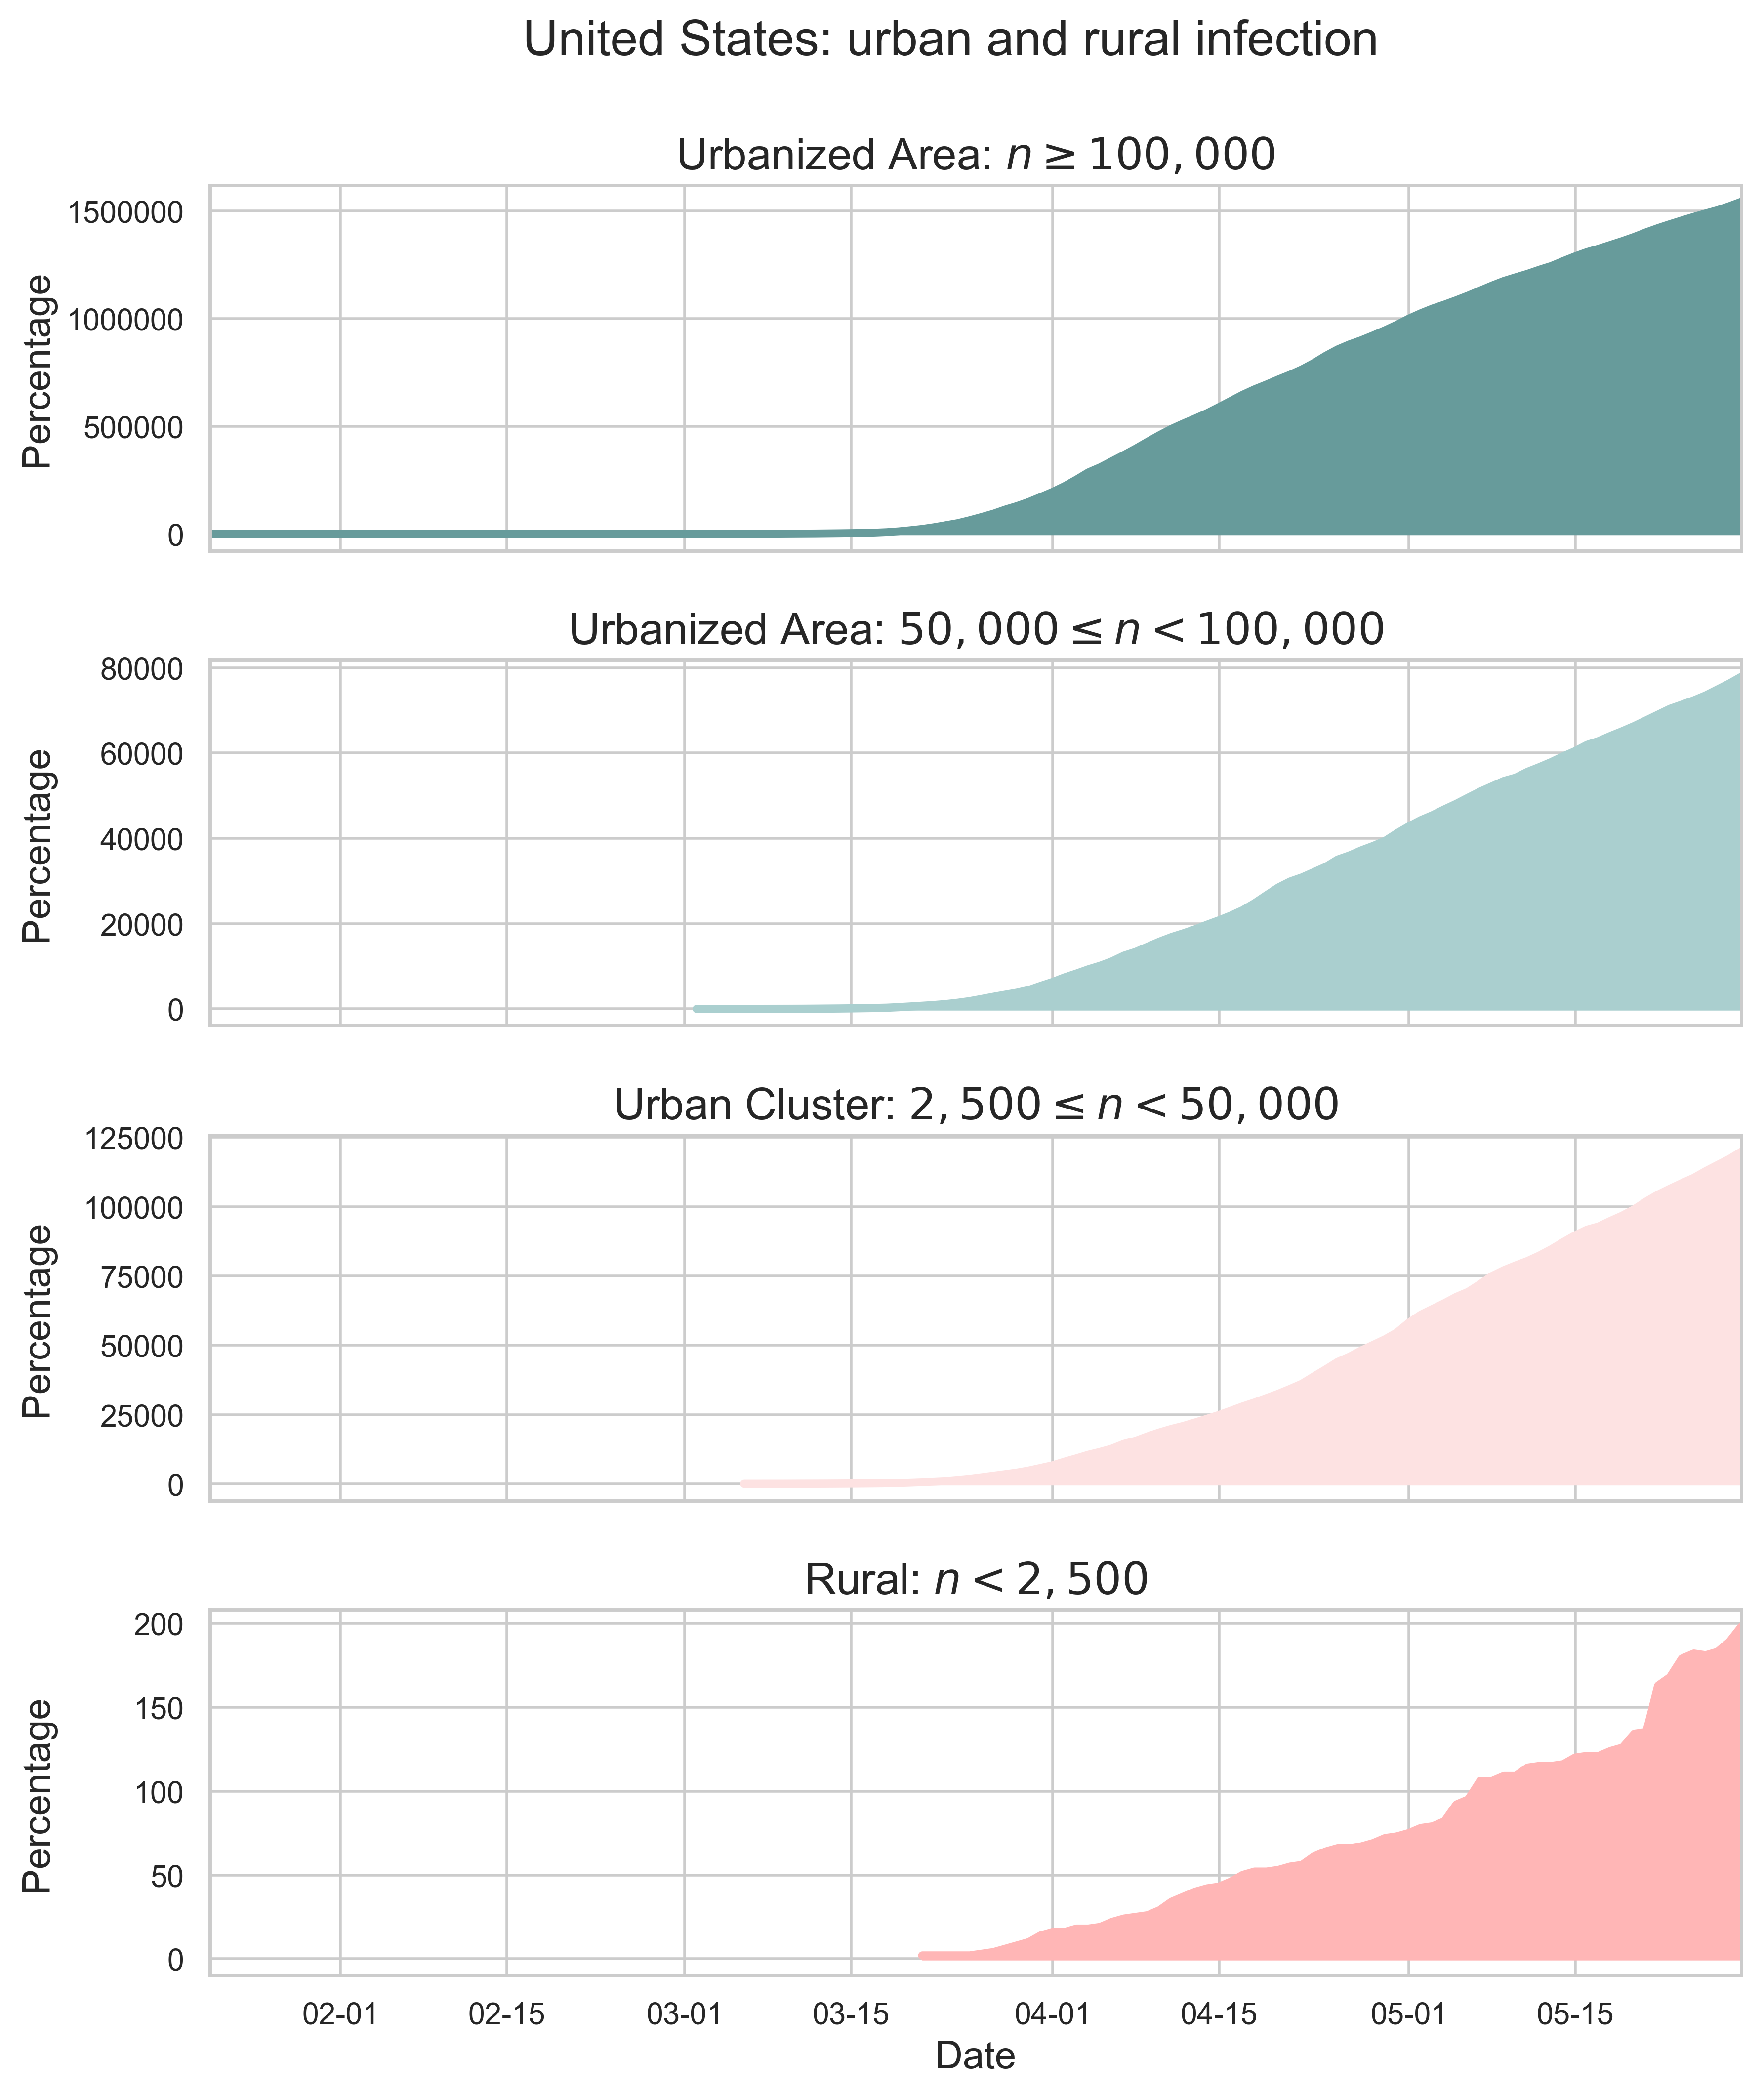 United States: urban and rural infection
Urbanized Area: n ≥ 100,000
1500000
1000000
500000
0
Percentage
Urbanized Area: 50,000 ≤ n < 100,000
80000
60000
40000
20000
0
Percentage
Urban Cluster: 2,500 ≤ n < 50,000
125000
100000
75000
50000
25000
0
Percentage
Rural: n < 2,500
200
150
100
50
0
Percentage
02-01 02-15 03-01 03-15 04-01 04-15 05-01 05-15
Date